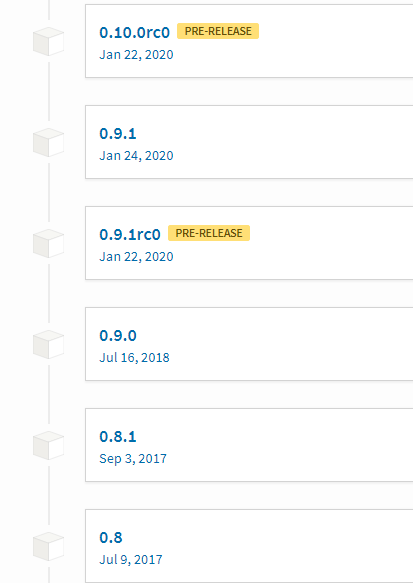 0.10.0rc0 PRE-RELEASE
Jan 22, 2020
0.9.1
Jan 24, 2020
0.9.1rc0 PRE-RELEASE
Jan 22, 2020
0.9.0
Jul 16, 2018
0.8.1
Sep 3, 2017
0.8
Jul 9, 2017